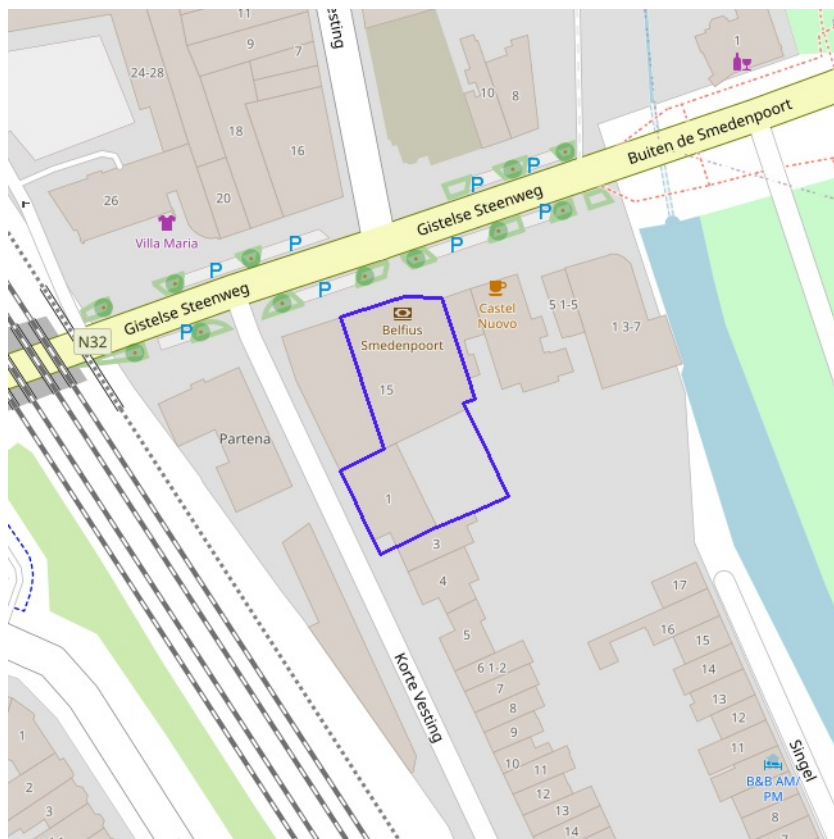 11
9
7
24-28
18
16
20
26
Villa Maria
esting
10
8
1
Buiten de Smedenpoort
Gistelse Steenweg
Gistelse Steenweg
P
P
P
P
P
P
P
P
N32
Belfius
Smedenpoort
Castel
Nuovo
5 1-5
1 3-7
15
Partena
1
3
4
5
6 1-2
7
8
9
10
11
12
13
14
Korte Vesting
17
16
15
14
13
12
11
Singel
B&B AM/
PM
8
7
1
2
3